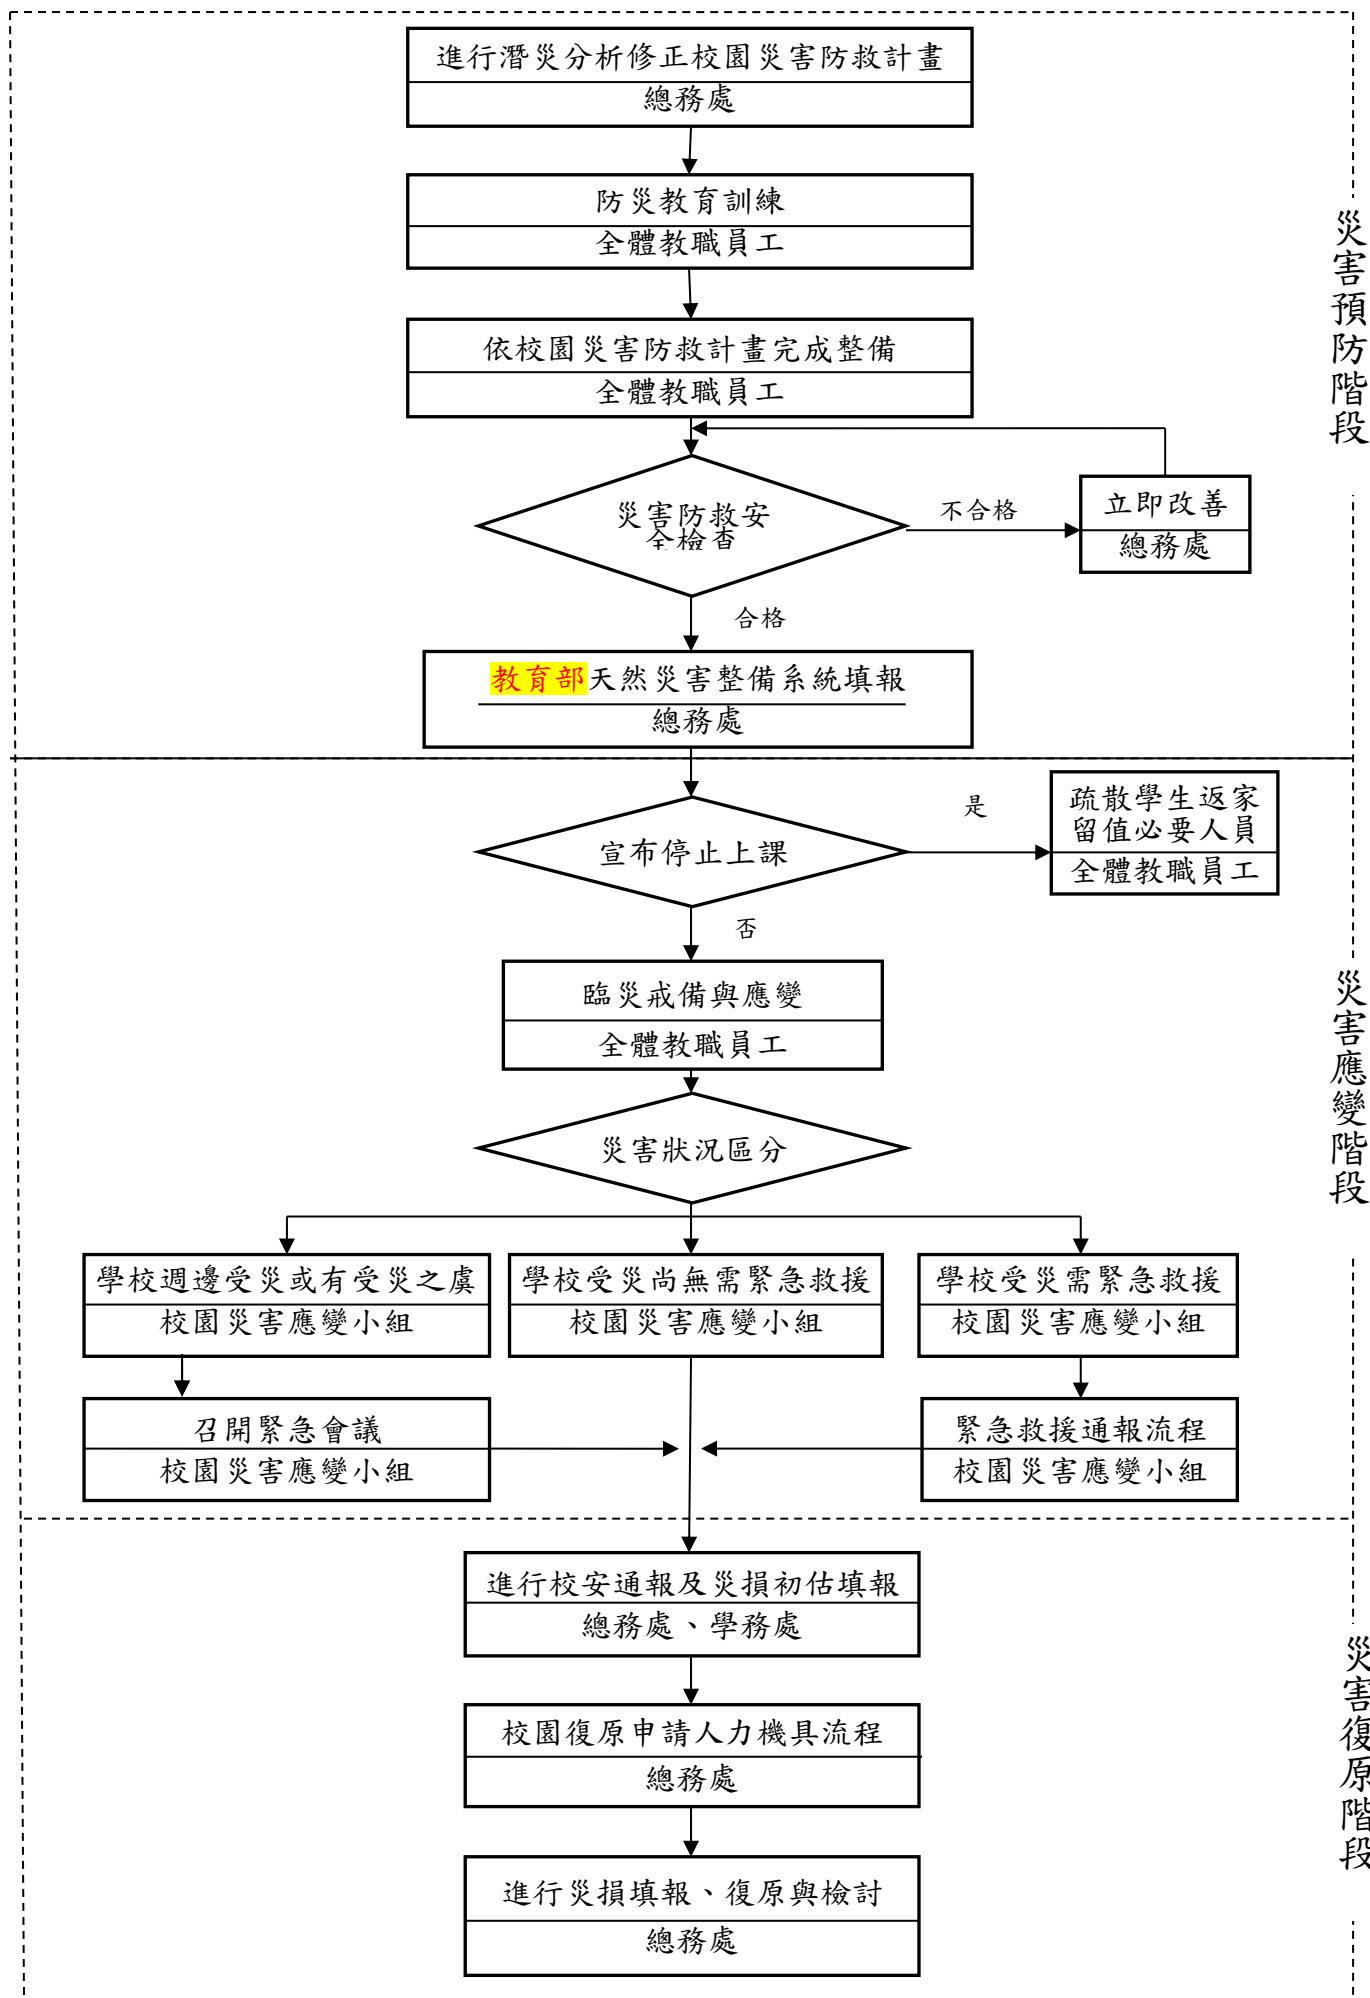 進行潛災分析修正校園災害防救計畫
總務處
防災教育訓練
全體教職員工
依校園災害防救計畫完成整備
全體教職員工
災害預防階段
災害防救安
全檢查
不合格
立即改善
總務處
合格
教育部天然災害整備系統填報
總務處
宣布停止上課
是
疏散學生返家
留值必要人員
全體教職員工
否
臨災戒備與應變
全體教職員工
災害應變階段
災害狀況區分
學校週邊受災或有受災之虞
校園災害應變小組
學校受災尚無需緊急救援
校園災害應變小組
學校受災需緊急救援
校園災害應變小組
召開緊急會議
校園災害應變小組
緊急救援通報流程
校園災害應變小組
進行校安通報及災損初估填報
總務處、學務處
災害復原階段
校園復原申請人力機具流程
總務處
進行災損填報、復原與檢討
總務處